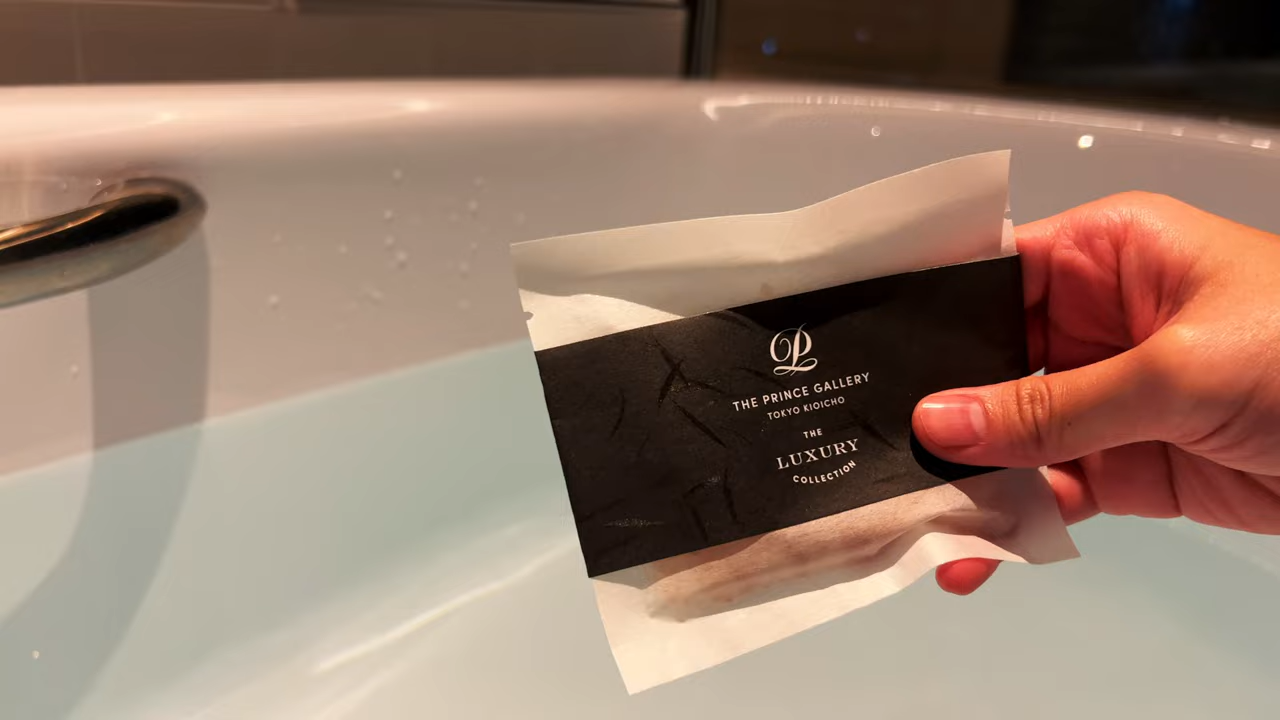 THE PRINCE GALLERY
TOKYO KIOICHO
THE
LUXURY
COLLECTION